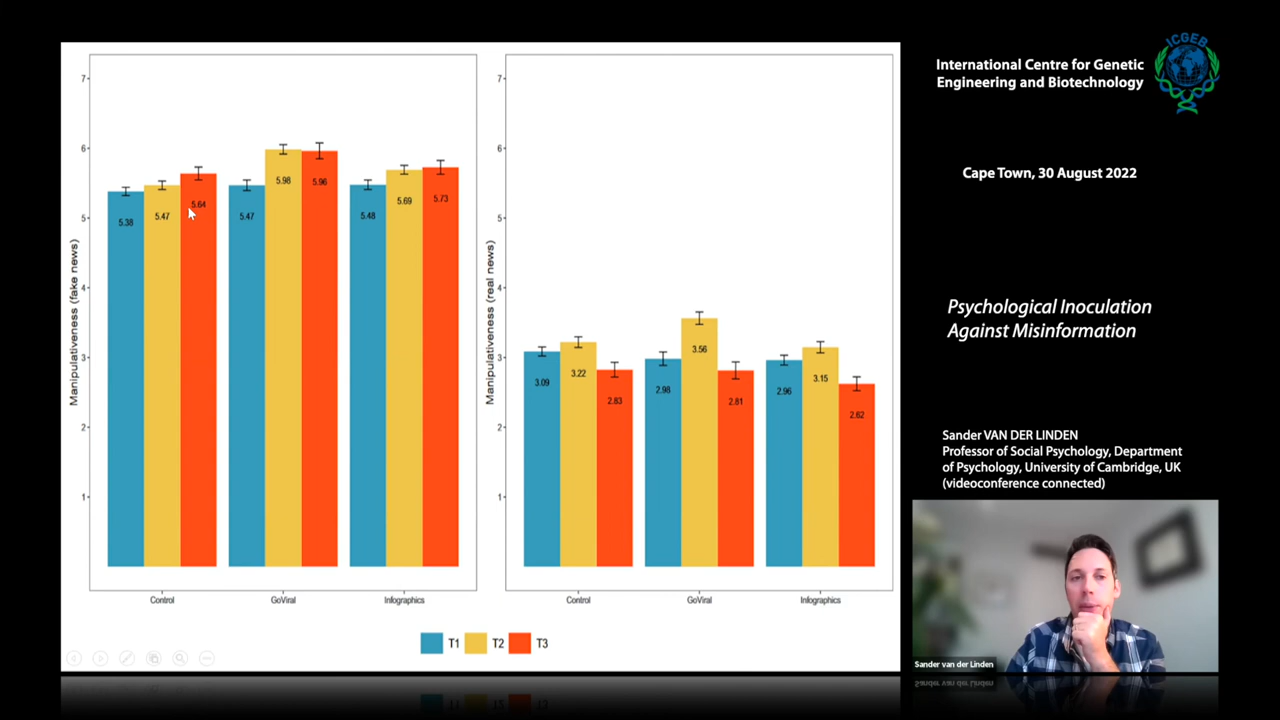 7
6
5
4
3
2
1
Manipulativeness (fake news)
5.38
5.47
5.64
5.47
5.98
5.96
5.48
5.69
5.73
Control
GoViral
Infographics
7
6
5
4
3
2
1
Manipulativeness (real news)
3.09
3.22
2.83
2.98
3.56
2.81
2.96
3.15
2.62
Control
GoViral
Infographics
T1
T2
T3
International Centre for Genetic
Engineering and Biotechnology
ICGEB
Cape Town, 30 August 2022
Psychological Inoculation
Against Misinformation
Sander VAN DER LINDEN
Professor of Social Psychology, Department
of Psychology, University of Cambridge, UK
(videoconference connected)
Sander van der Linden